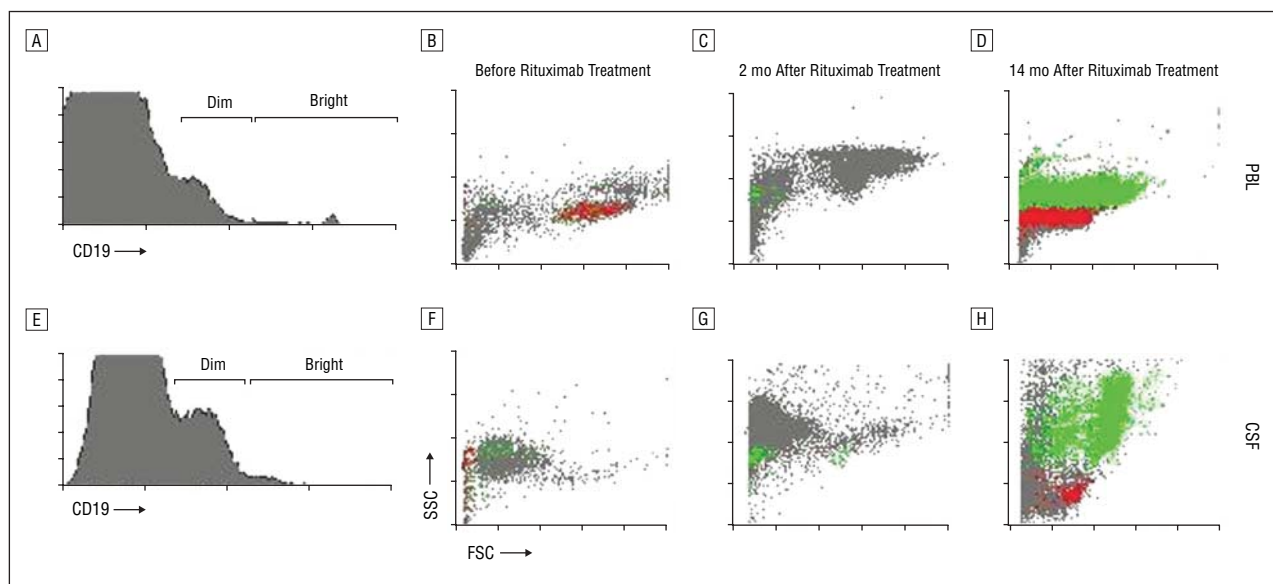 A
Dim
Bright
CD19
B
Before Rituximab Treatment
C
2 mo After Rituximab Treatment
D
14 mo After Rituximab Treatment
PBL
E
Dim
Bright
CD19
F
SSC
FSC
G
H
CSF